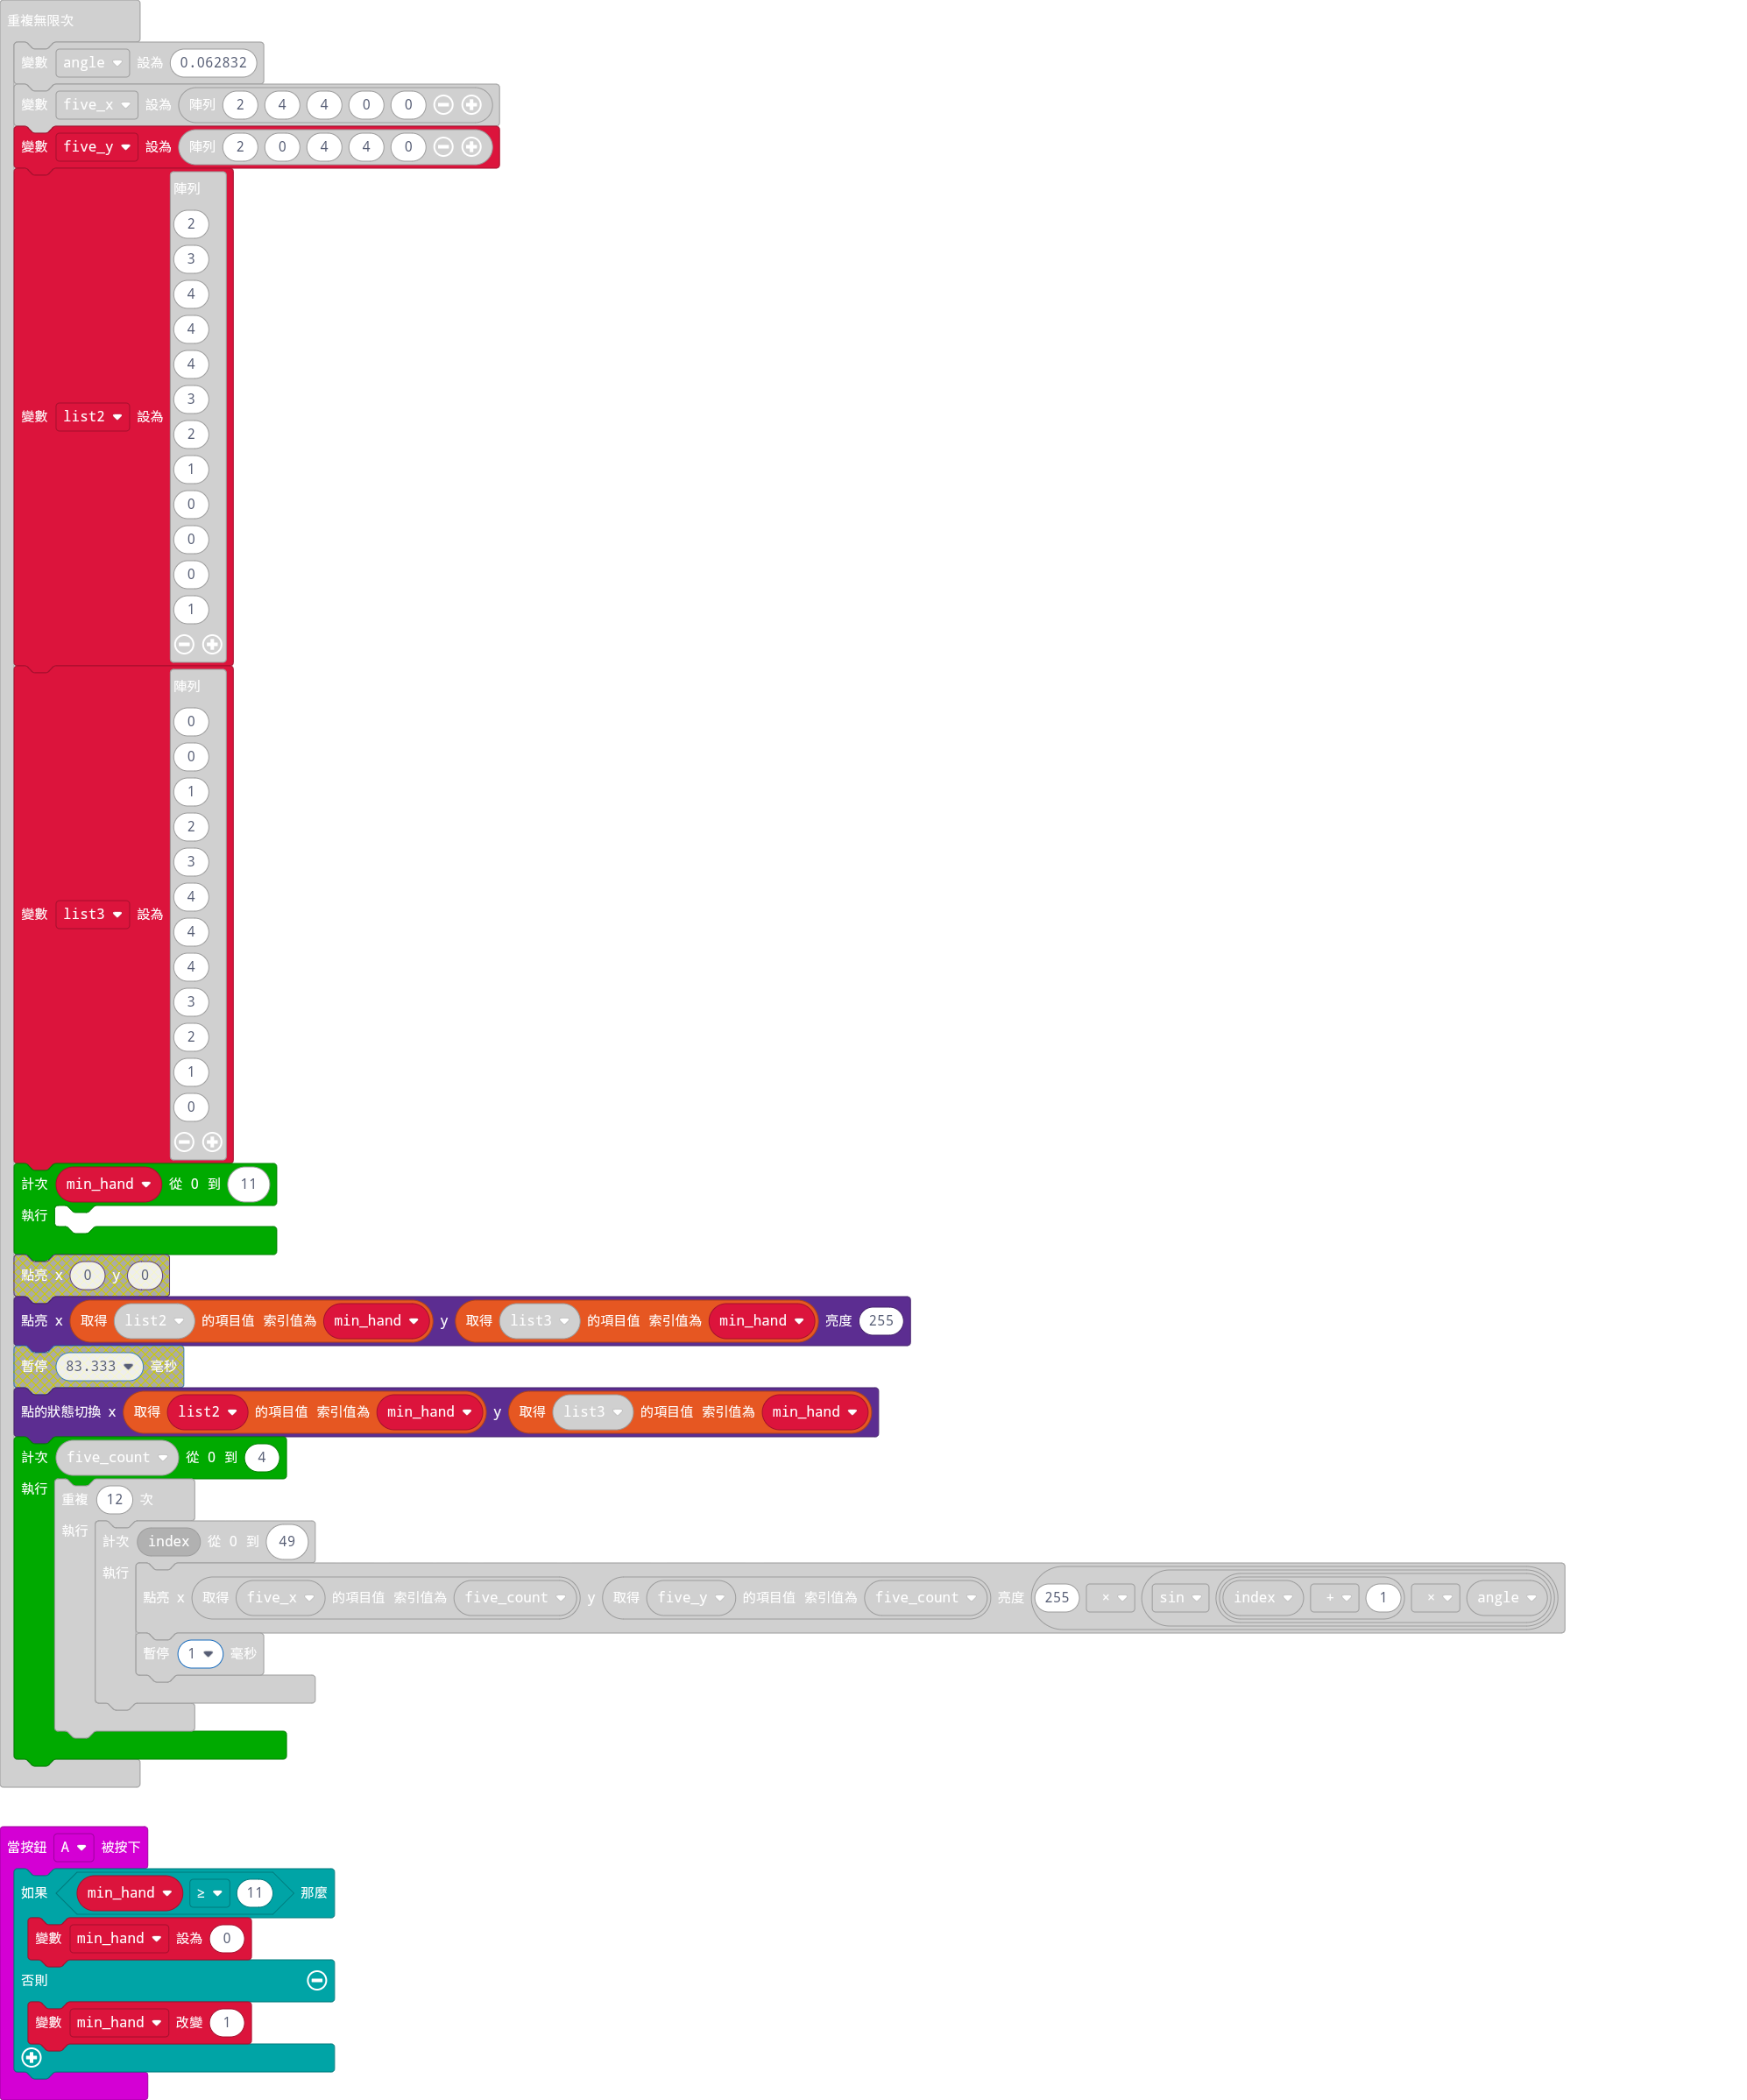 重複無限次
變數 angle 設為 0.062832
變數 five_x 設為 陣列 2 4 4 0 0
變數 five_y 設為 陣列 2 0 4 4 0
陣列
2
3
4
4
4
3
變數 list2 設為
2
1
0
0
0
1
陣列
0
0
1
2
3
4
變數 list3 設為
4
4
3
2
1
0
計次 min_hand 從 0 到 11
執行
點亮 x 0 y 0
點亮 x 取得 list2 的項目值 索引值為 min_hand y 取得 list3 的項目值 索引值為 min_hand 亮度 255
暫停 83.333 毫秒
點的狀態切換 x 取得 list2 的項目值 索引值為 min_hand y 取得 list3 的項目值 索引值為 min_hand
計次 five_count 從 0 到 4
執行
重複 12 次
執行
計次 index 從 0 到 49
執行
點亮 x 取得 five_x 的項目值 索引值為 five_count y 取得 five_y 的項目值 索引值為 five_count 亮度 255 × sin index + 1 × angle
暫停 1 毫秒
當按鈕 A 被按下
如果 min_hand ≥ 11 那麼
變數 min_hand 設為 0
否則
變數 min_hand 改變 1